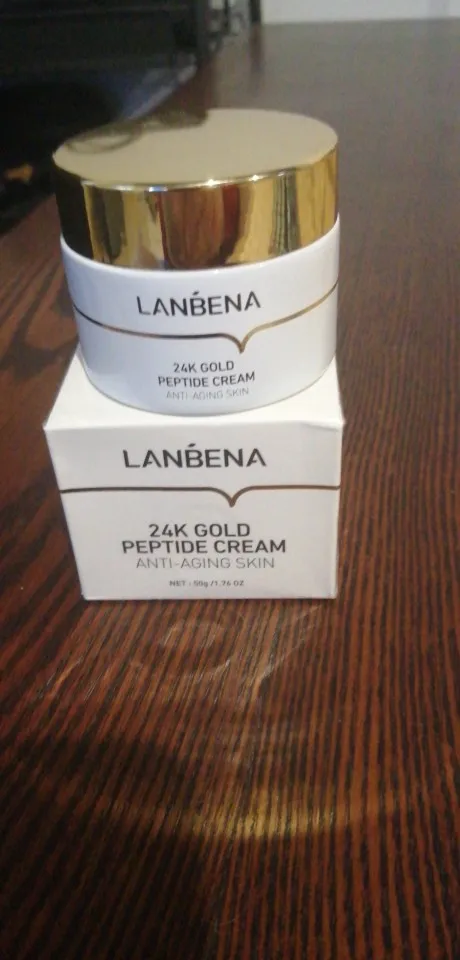 LANBENA
24K GOLD
PEPTIDE CREAM
ANTI-AGING SKIN
LANBENA
24K GOLD
PEPTIDE CREAM
ANTI-AGING SKIN
NET - 50g /1.76 OZ